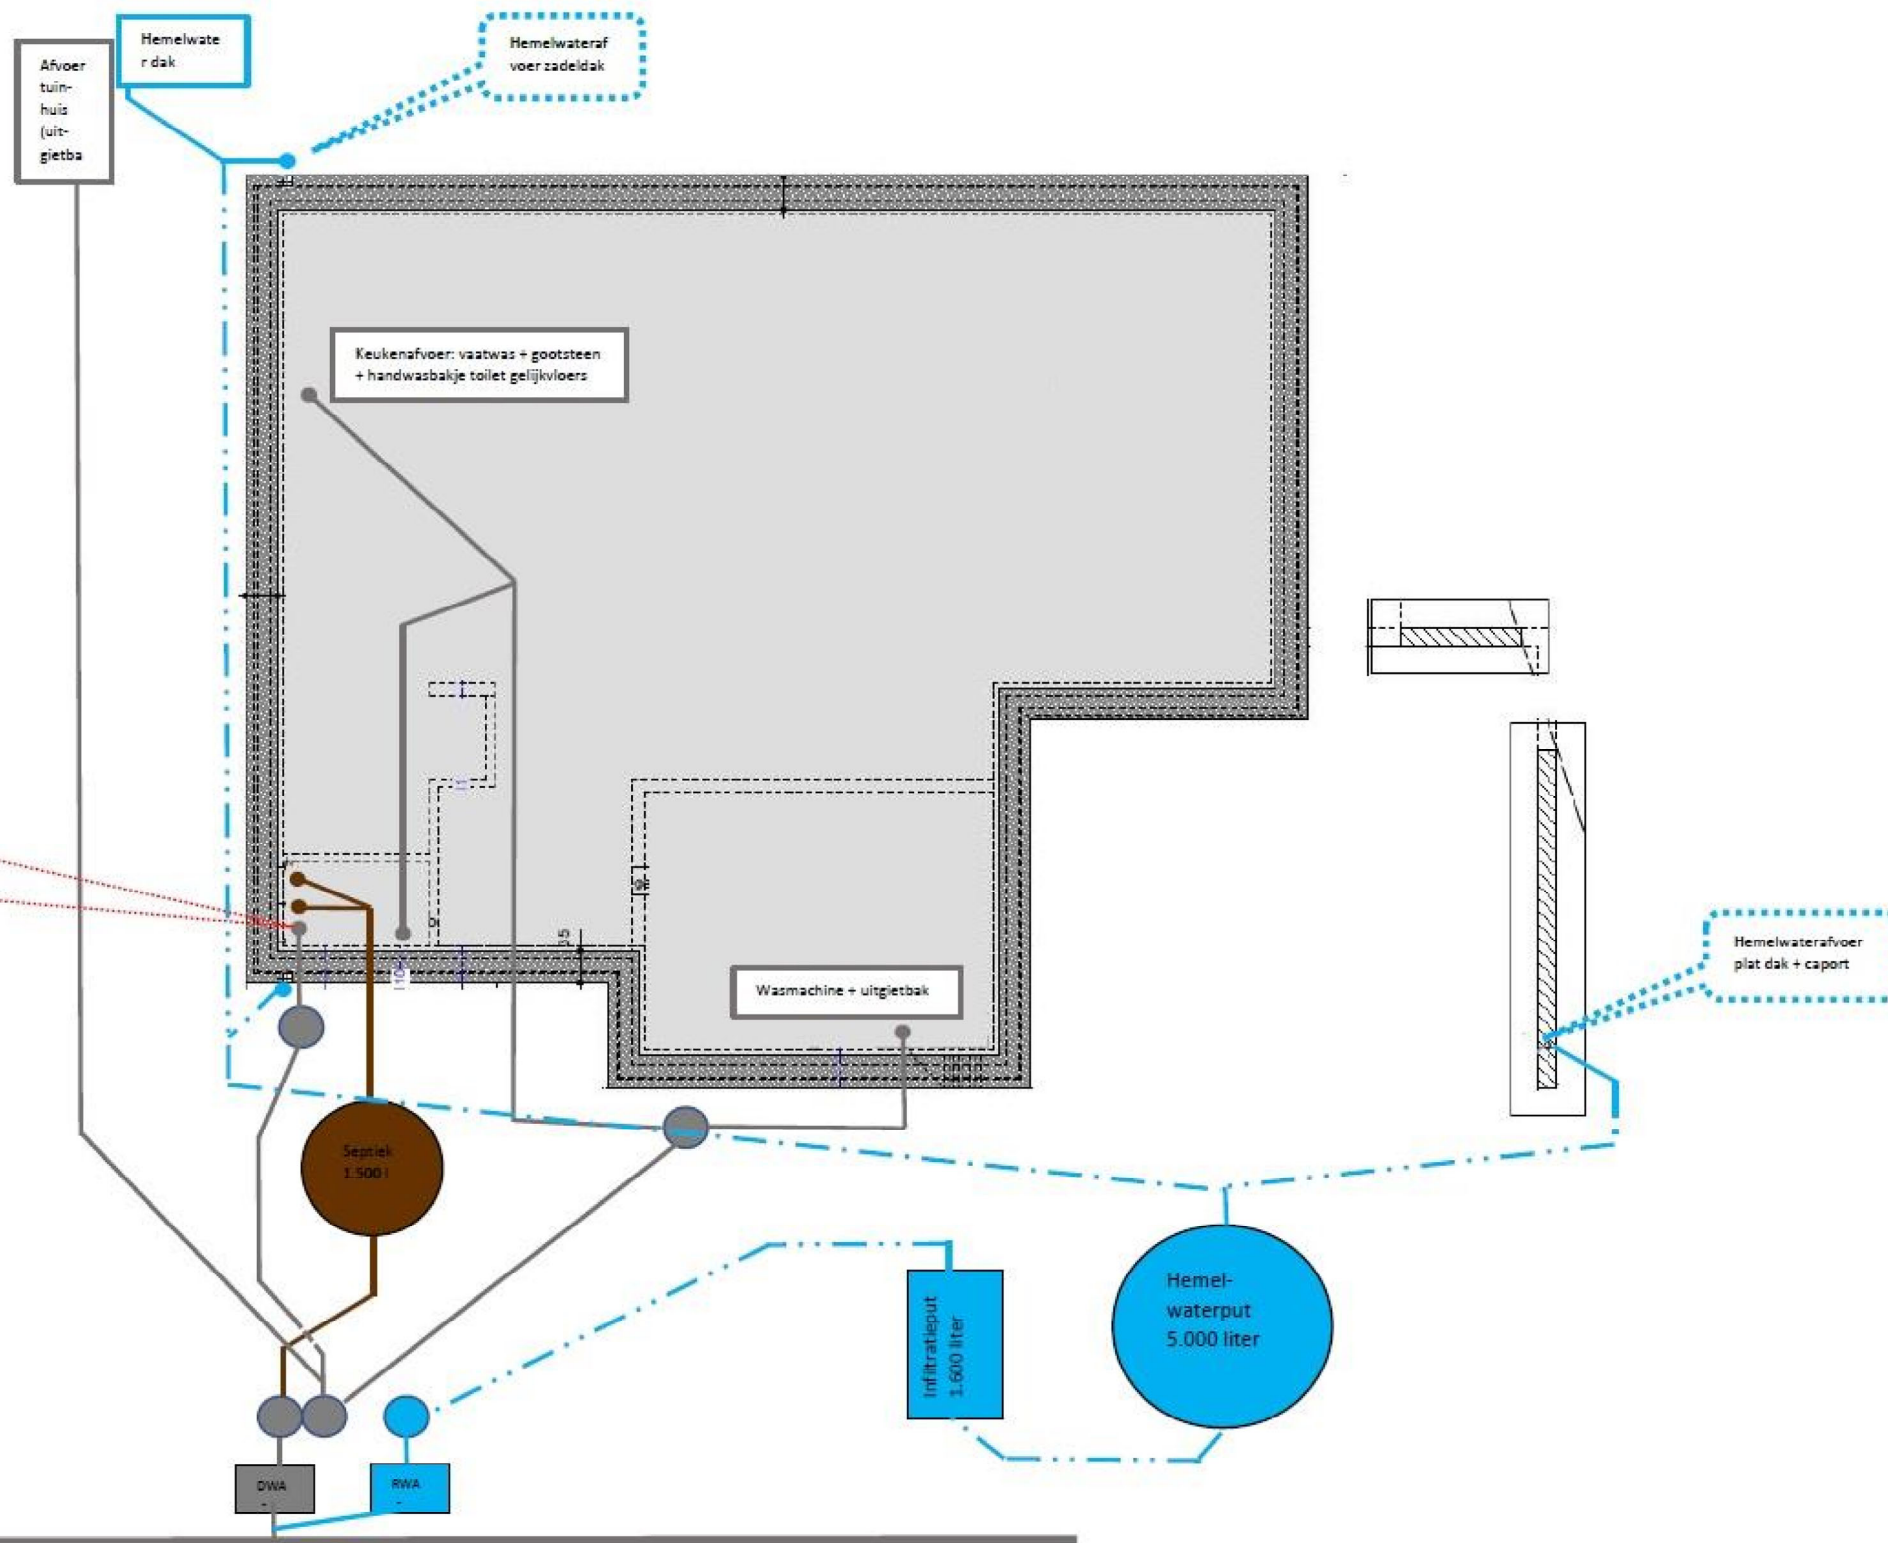 Hemelwate
r dak
Afvoer
tuin-
huis
(uit-
gietba
Hemelwateraf
voer zadeldak
Keukenafvoer: vaatwas + gootsteen
+ handwasbakje toilet gelijkvloers
Wasmachine + uitgietbak
Hemelwaterafvoer
plat dak + caport
Septiek
1.500 l
Hemel-
waterput
5.000 liter
Infiltratieput
1.600 liter
DWA
-
RWA
-